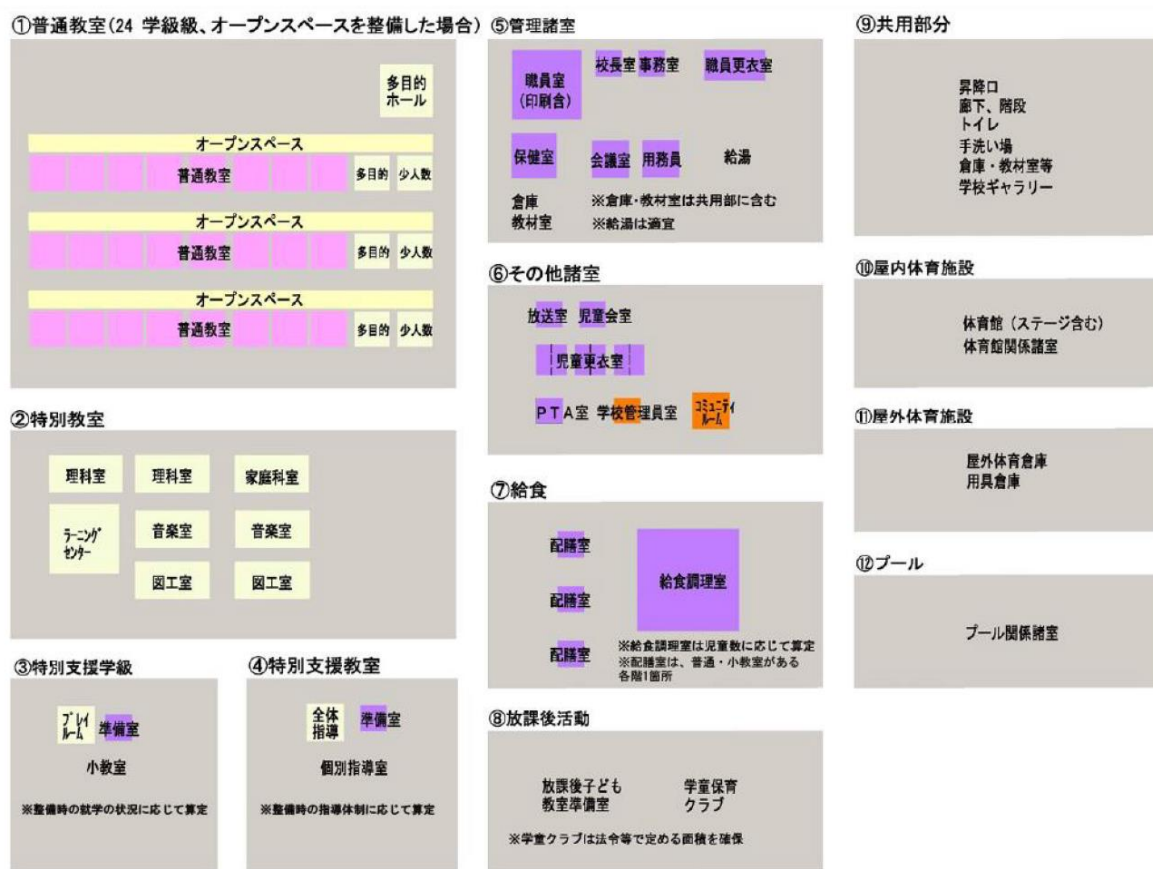 ①普通教室(24 学級級、オープンスペースを整備した場合)
多目的
ホール
オープンスペース
普通教室
多目的
少人数
オープンスペース
普通教室
多目的
少人数
オープンスペース
普通教室
多目的
少人数
②特別教室
理科室
理科室
家庭科室
ラーニング
センター
音楽室
音楽室
図工室
図工室
③特別支援学級
プレイ
ルーム
準備室
小教室
※整備時の就学の状況に応じて算定
④特別支援教室
全体
指導
準備室
個別指導室
※整備時の指導体制に応じて算定
⑤管理諸室
職員室
(印刷含)
校長室
事務室
職員更衣室
保健室
会議室
用務員
給湯
倉庫
教材室
※倉庫・教材室は共用部に含む
※給湯は適宜
⑥その他諸室
放送室
児童会室
児童更衣室
PTA室
学校管理員室
コミュニティ
ルーム
⑦給食
配膳室
配膳室
配膳室
給食調理室
※給食調理室は児童数に応じて算定
※配膳室は、普通・小教室がある
各階1箇所
⑧放課後活動
放課後子ども
教室準備室
学童保育
クラブ
※学童クラブは法令等で定める面積を確保
⑨共用部分
昇降口
廊下、階段
トイレ
手洗い場
倉庫・教材室等
学校ギャラリー
⑩屋内体育施設
体育館（ステージ含む）
体育館関係諸室
⑪屋外体育施設
屋外体育倉庫
用具倉庫
⑫プール
プール関係諸室